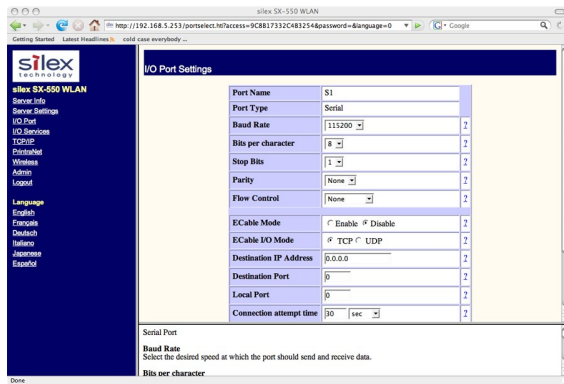 silex SX-550 WLAN
http://192.168.5.253/portselect.htl?access=9C8B17332C4B3254&password=&language=0
Google
Getting Started Latest Headlines cold case everybody ...
silex
technology
silex SX-550 WLAN
Server Info
Server Settings
I/O Port
I/O Services
TCP/IP
PrintraNet
Wireless
Admin
Logout
Language
English
Français
Deutsch
Italiano
Japanese
Español
I/O Port Settings
Port Name S1
Port Type Serial
Baud Rate 115200 ?
Bits per character 8 ?
Stop Bits 1 ?
Parity None ?
Flow Control None ?
ECable Mode Enable Disable ?
ECable I/O Mode TCP UDP ?
Destination IP Address 0.0.0.0 ?
Destination Port 0 ?
Local Port 0 ?
Connection attempt time 30 sec ?
Serial Port
Baud Rate
Select the desired speed at which the port should send and receive data.
Bits per character
Done